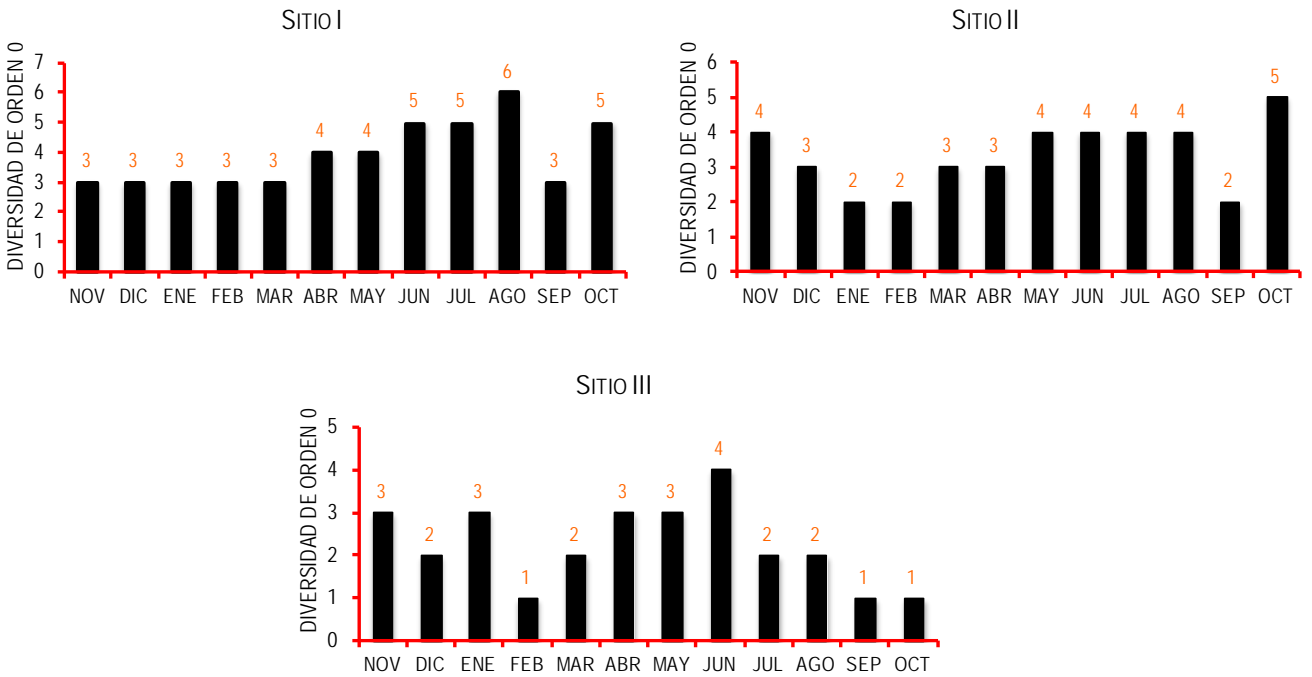 SITIO I
DIVERSIDAD DE ORDEN 0
7
6
5
4
3
2
1
0
3 3 3 3 3 4 4 5 5 6 3 5
NOV DIC ENE FEB MAR ABR MAY JUN JUL AGO SEP OCT
SITIO II
DIVERSIDAD DE ORDEN 0
6
5
4
3
2
1
0
4 3 2 2 3 3 4 4 4 4 2 5
NOV DIC ENE FEB MAR ABR MAY JUN JUL AGO SEP OCT
SITIO III
DIVERSIDAD DE ORDEN 0
5
4
3
2
1
0
3 2 3 1 2 3 3 4 2 2 1 1
NOV DIC ENE FEB MAR ABR MAY JUN JUL AGO SEP OCT